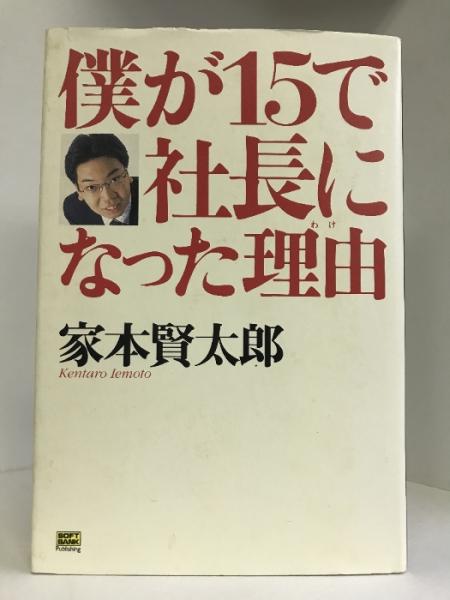 僕が15で
社長に
わけ
なった理由
家本賢太郎
Kentaro Iemoto
SOFT
BANK
Publishing